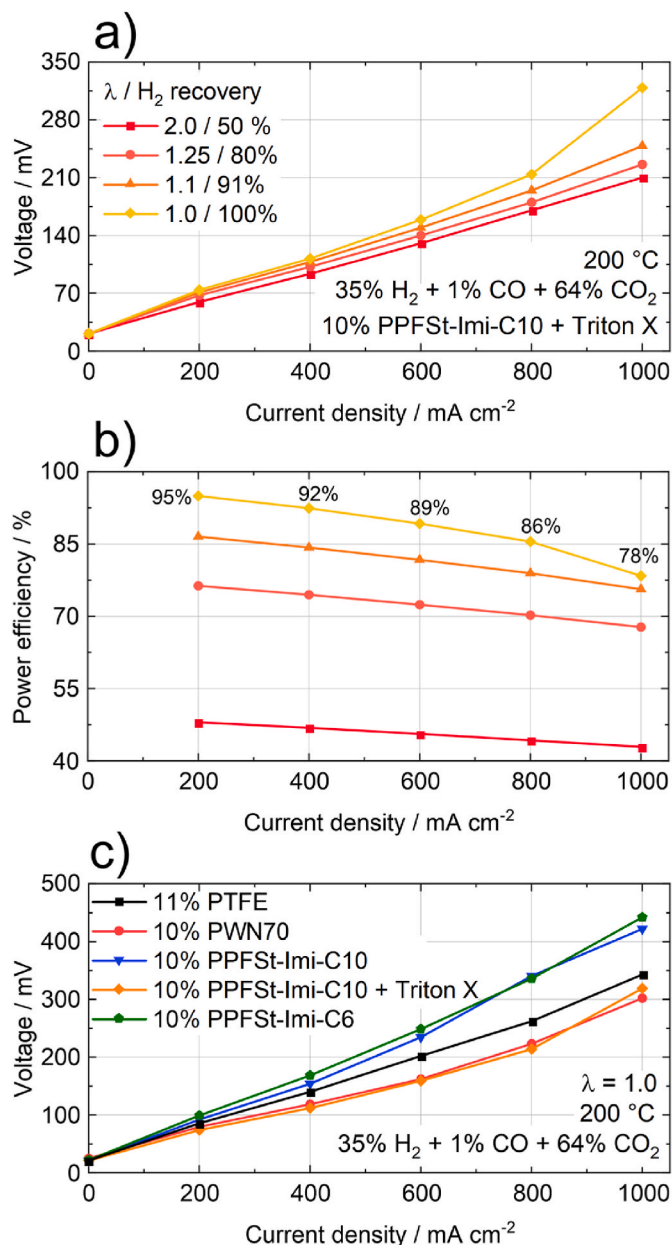 a)
350
280
210
140
70
0
Voltage / mV
λ / H₂ recovery
2.0 / 50 %
1.25 / 80%
1.1 / 91%
1.0 / 100%
200 °C
35% H₂ + 1% CO + 64% CO₂
10% PPFSt-Imi-C10 + Triton X
0 200 400 600 800 1000
Current density / mA cm⁻²
b)
100
85
70
55
40
Power efficiency / %
95% 92% 89% 86% 78%
0 200 400 600 800 1000
Current density / mA cm⁻²
c)
500
400
300
200
100
0
Voltage / mV
11% PTFE
10% PWN70
10% PPFSt-Imi-C10
10% PPFSt-Imi-C10 + Triton X
10% PPFSt-Imi-C6
λ = 1.0
200 °C
35% H₂ + 1% CO + 64% CO₂
0 200 400 600 800 1000
Current density / mA cm⁻²